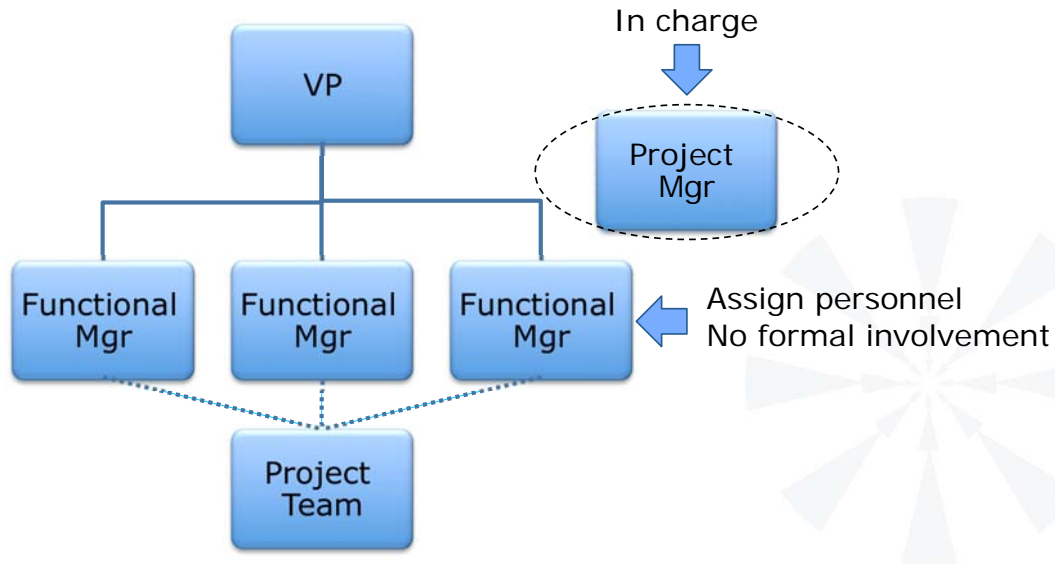 In charge
VP
Project
Mgr
Functional
Mgr
Functional
Mgr
Functional
Mgr
Assign personnel
No formal involvement
Project
Team